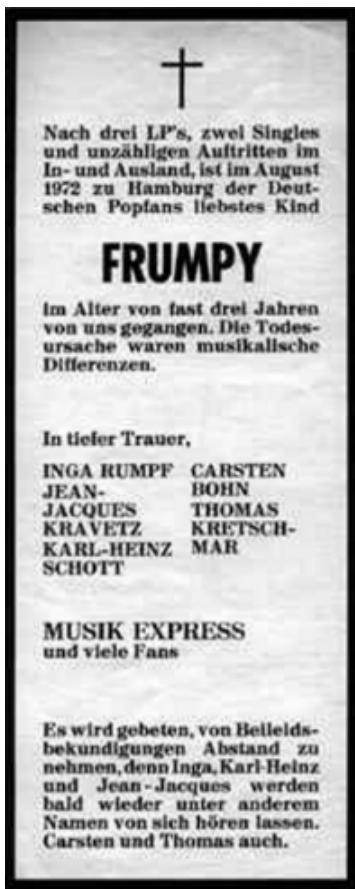 Nach drei LP's, zwei Singles
und unzähligen Auftritten im
In- und Ausland, ist im August
1972 zu Hamburg der Deut-
schen Popfans liebstes Kind
FRUMPY
im Alter von fast drei Jahren
von uns gegangen. Die Todes-
ursache waren musikalische
Differenzen.
In tiefer Trauer,
INGA RUMPF
JEAN-
JACQUES
KRAVETZ
KARL-HEINZ
SCHOTT
CARSTEN
BOHN
THOMAS
KRETSCH-
MAR
MUSIK EXPRESS
und viele Fans
Es wird gebeten, von Beileids-
bekundigungen Abstand zu
nehmen, denn Inga, Karl-Heinz
und Jean-Jacques werden
bald wieder unter anderem
Namen von sich hören lassen.
Carsten und Thomas auch.